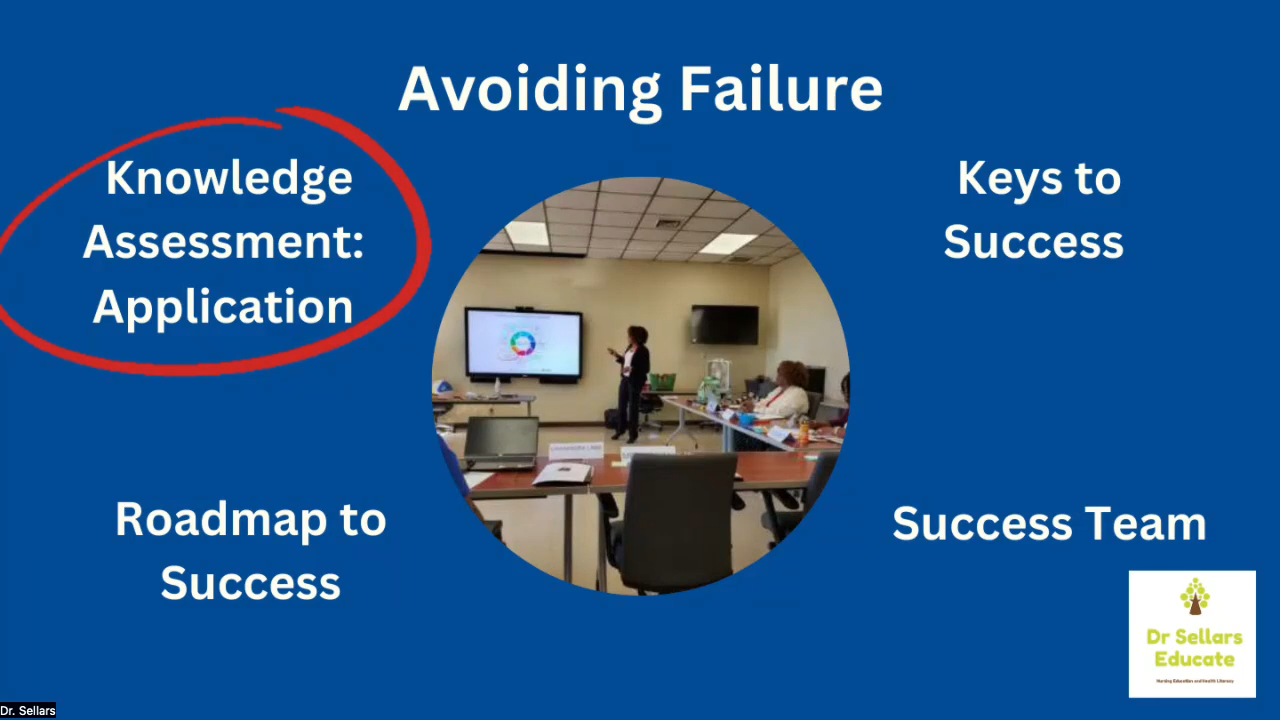 Avoiding Failure
Knowledge
Assessment:
Application
Keys to
Success
Roadmap to
Success
Success Team
Dr Sellars
Educate
Nursing Education and Health Literacy
Dr. Sellars